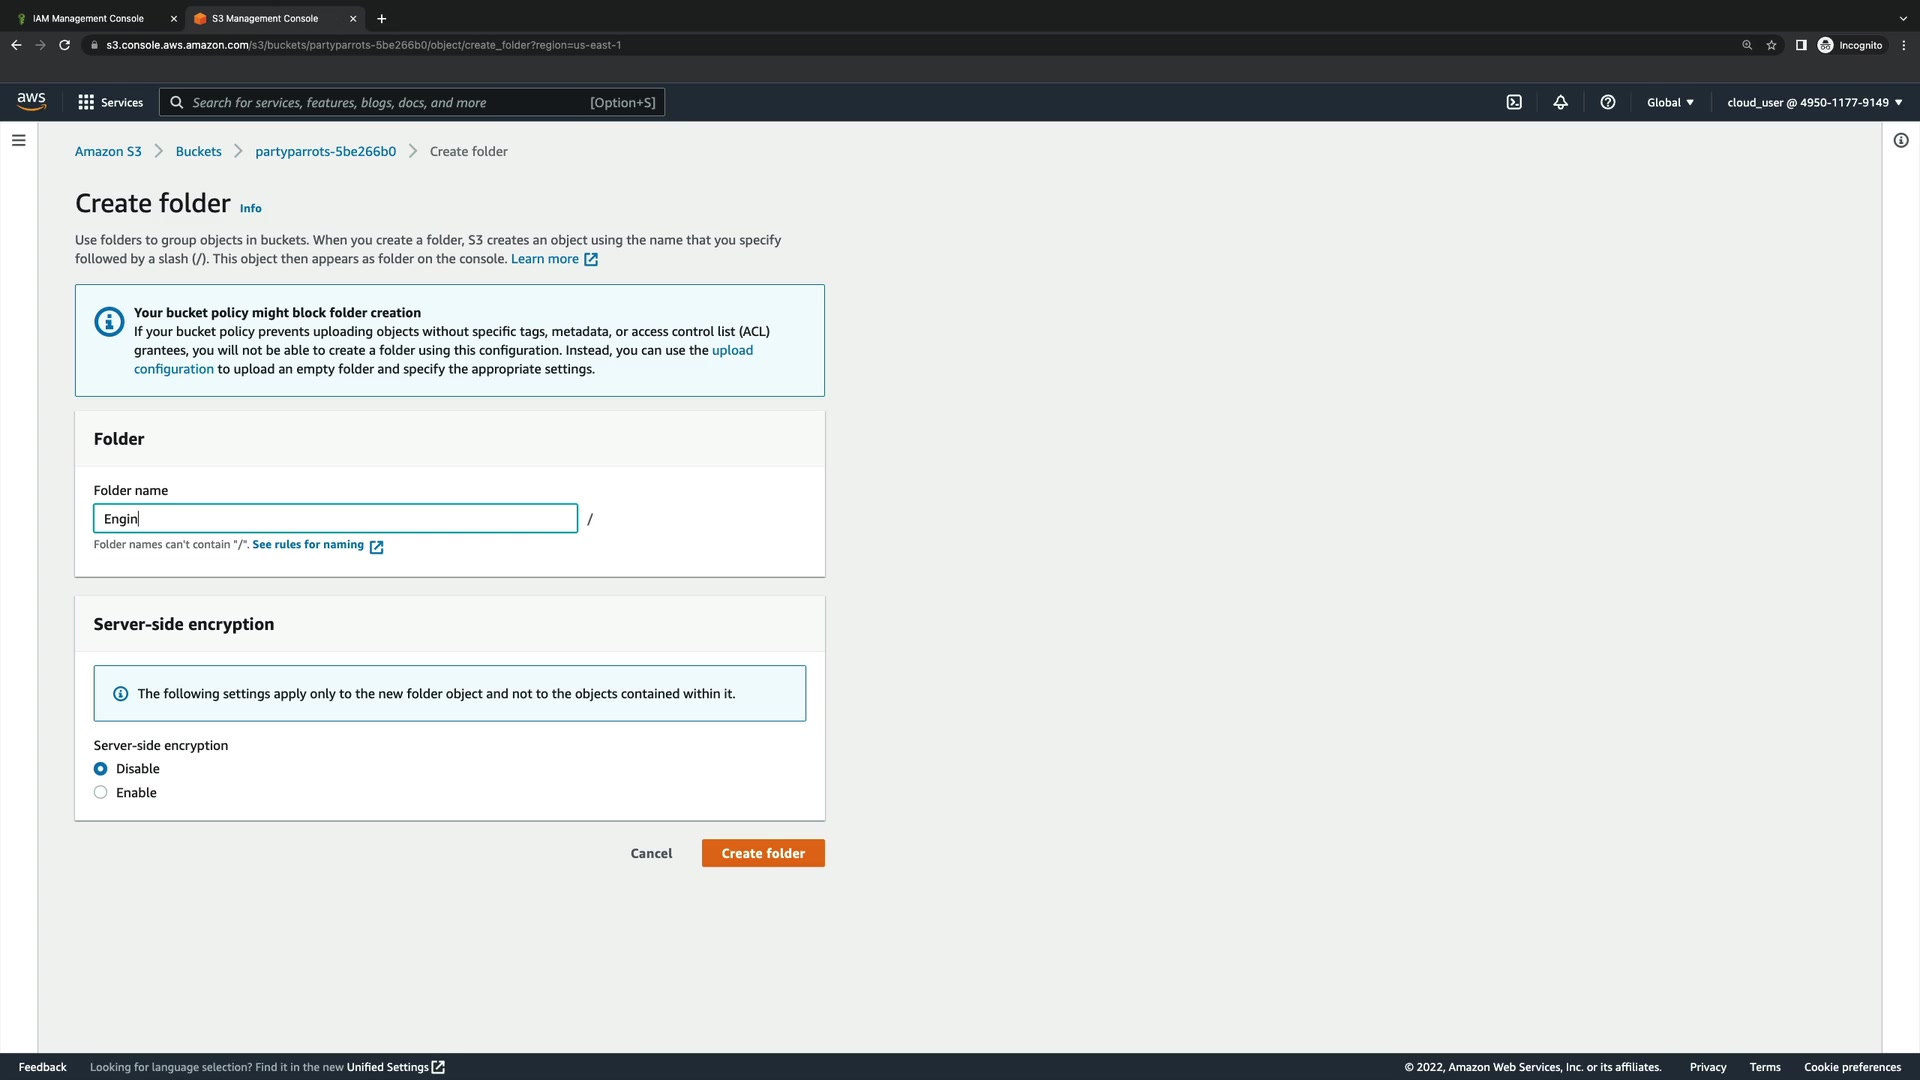 IAM Management Console
S3 Management Console
s3.console.aws.amazon.com/s3/buckets/partyparrots-5be266b0/object/create_folder?region=us-east-1
Incognito
aws
Services
Search for services, features, blogs, docs, and more
[Option+S]
Global
cloud_user @ 4950-1177-9149
Amazon S3
Buckets
partyparrots-5be266b0
Create folder
Create folder
Info
Use folders to group objects in buckets. When you create a folder, S3 creates an object using the name that you specify
followed by a slash (/). This object then appears as folder on the console. Learn more
Your bucket policy might block folder creation
If your bucket policy prevents uploading objects without specific tags, metadata, or access control list (ACL)
grantees, you will not be able to create a folder using this configuration. Instead, you can use the upload
configuration to upload an empty folder and specify the appropriate settings.
Folder
Folder name
Engin
/
Folder names can't contain "/". See rules for naming
Server-side encryption
The following settings apply only to the new folder object and not to the objects contained within it.
Server-side encryption
Disable
Enable
Cancel
Create folder
Feedback
Looking for language selection? Find it in the new Unified Settings
© 2022, Amazon Web Services, Inc. or its affiliates.
Privacy
Terms
Cookie preferences